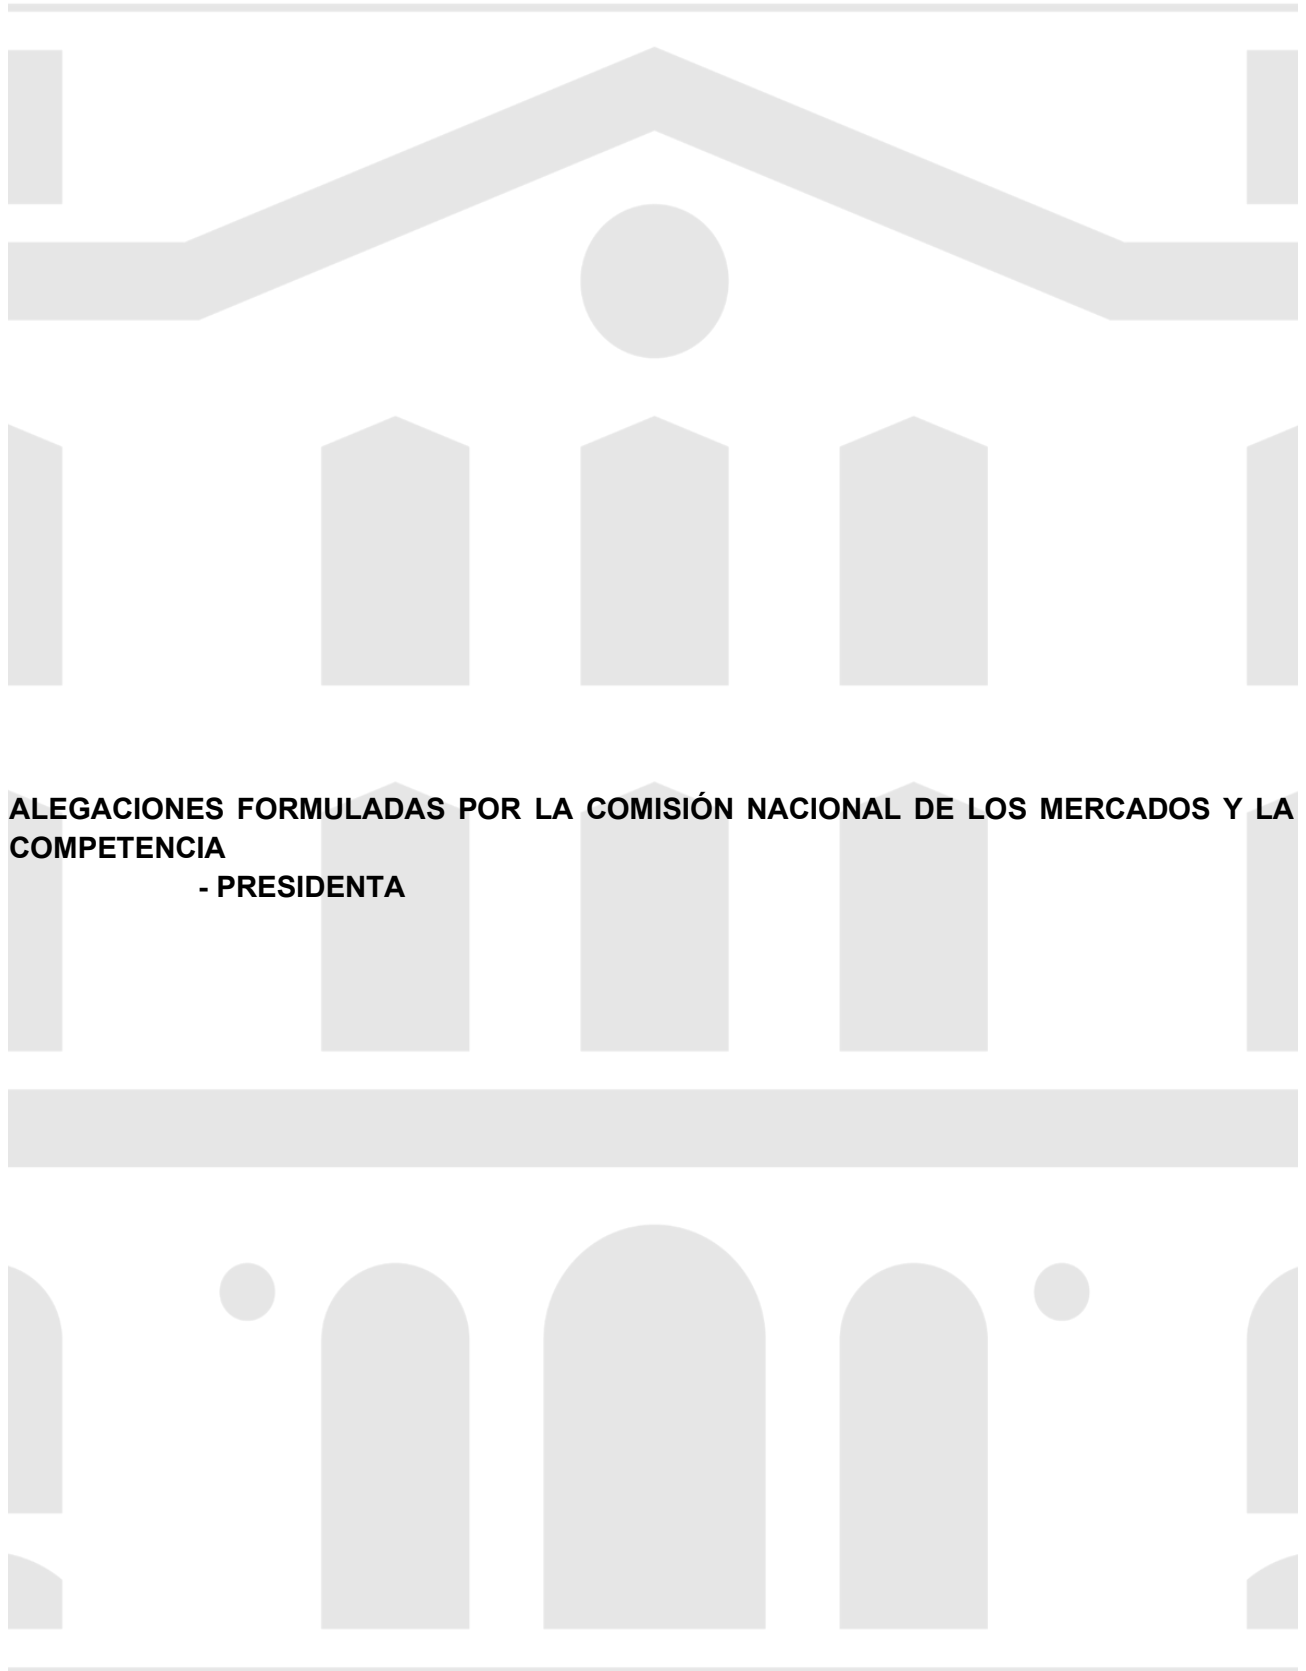 ALEGACIONES FORMULADAS POR LA COMISIÓN NACIONAL DE LOS MERCADOS Y LA
COMPETENCIA
- PRESIDENTA